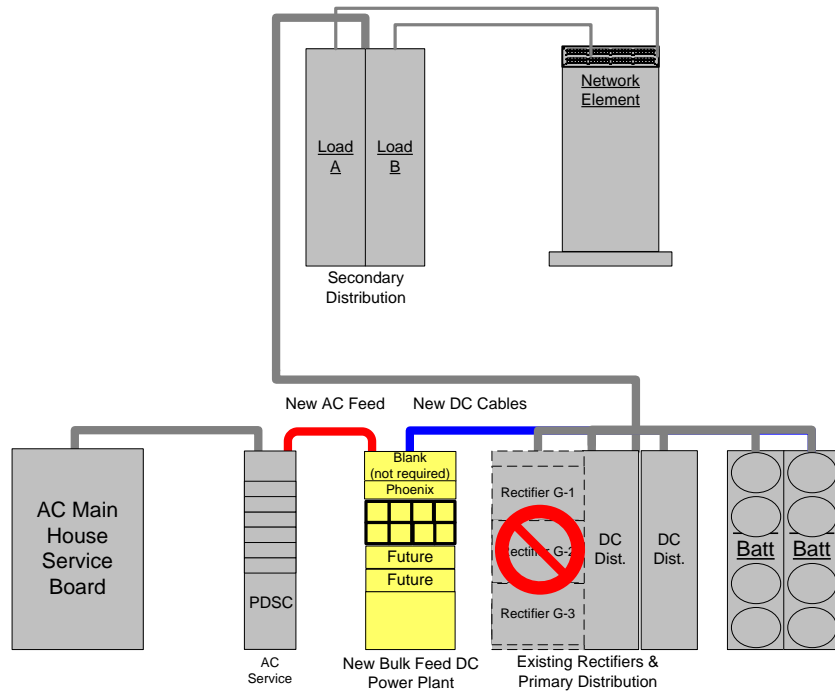 Load
A
Load
B
Network
Element
Secondary
Distribution
New AC Feed
New DC Cables
AC Main
House
Service
Board
PDSC
AC
Service
Blank
(not required)
Phoenix
Future
Future
New Bulk Feed DC
Power Plant
Rectifier G-1
Rectifier G-2
Rectifier G-3
DC
Dist.
DC
Dist.
Existing Rectifiers &
Primary Distribution
Batt
Batt